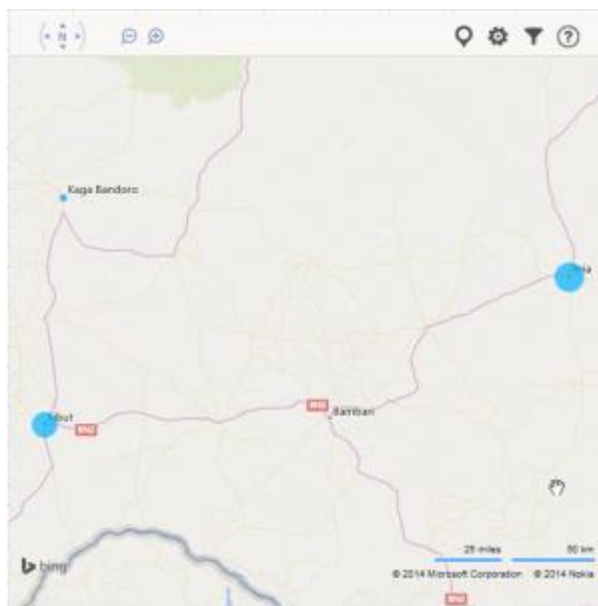 N
?
Kaga Bandoro
RN2
Bambari
RN2
25 miles
50 km
bing
© 2014 Microsoft Corporation © 2014 Nokia